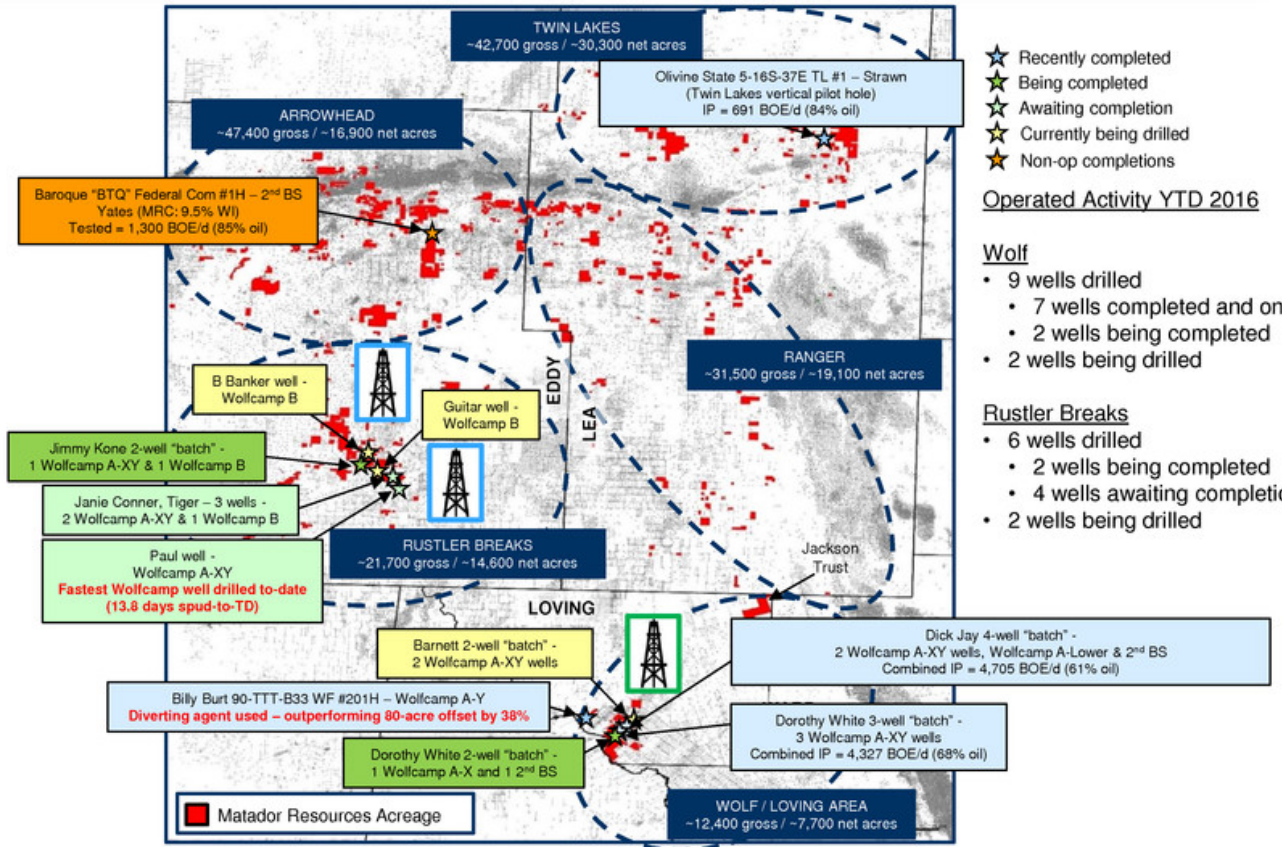 TWIN LAKES
~42,700 gross / ~30,300 net acres
Olivine State 5-16S-37E TL #1 – Strawn
(Twin Lakes vertical pilot hole)
IP = 691 BOE/d (84% oil)
ARROWHEAD
~47,400 gross / ~16,900 net acres
Baroque "BTQ" Federal Com #1H – 2nd BS
Yates (MRC: 9.5% WI)
Tested = 1,300 BOE/d (85% oil)
EDDY
LEA
RANGER
~31,500 gross / ~19,100 net acres
B Banker well -
Wolfcamp B
Guitar well -
Wolfcamp B
Jimmy Kone 2-well "batch" -
1 Wolfcamp A-XY & 1 Wolfcamp B
Janie Conner, Tiger – 3 wells -
2 Wolfcamp A-XY & 1 Wolfcamp B
Paul well -
Wolfcamp A-XY
Fastest Wolfcamp well drilled to-date
(13.8 days spud-to-TD)
RUSTLER BREAKS
~21,700 gross / ~14,600 net acres
Jackson
Trust
LOVING
Barnett 2-well "batch" -
2 Wolfcamp A-XY wells
Dick Jay 4-well "batch" -
2 Wolfcamp A-XY wells, Wolfcamp A-Lower & 2nd BS
Combined IP = 4,705 BOE/d (61% oil)
Billy Burt 90-TTT-B33 WF #201H – Wolfcamp A-Y
Diverting agent used – outperforming 80-acre offset by 38%
Dorothy White 3-well "batch" -
3 Wolfcamp A-XY wells
Combined IP = 4,327 BOE/d (68% oil)
Dorothy White 2-well "batch" -
1 Wolfcamp A-X and 1 2nd BS
WOLF / LOVING AREA
~12,400 gross / ~7,700 net acres
Matador Resources Acreage
Recently completed
Being completed
Awaiting completion
Currently being drilled
Non-op completions
Operated Activity YTD 2016
Wolf
• 9 wells drilled
• 7 wells completed and on
• 2 wells being completed
• 2 wells being drilled
Rustler Breaks
• 6 wells drilled
• 2 wells being completed
• 4 wells awaiting completi
• 2 wells being drilled